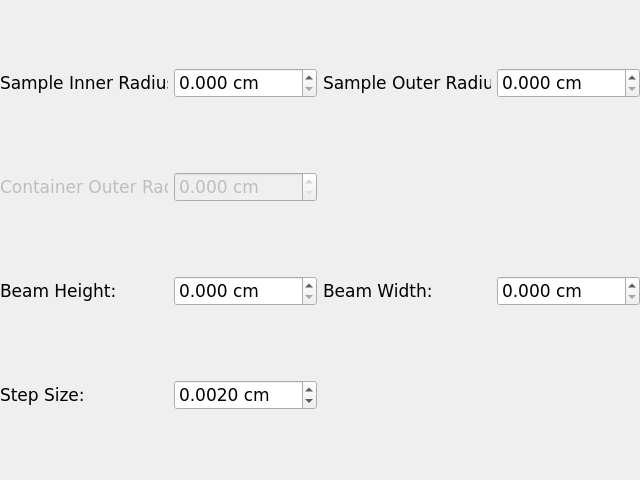 Sample Inner Radiu: 0.000 cm Sample Outer Radiu 0.000 cm
Container Outer Rad 0.000 cm
Beam Height: 0.000 cm Beam Width: 0.000 cm
Step Size: 0.0020 cm